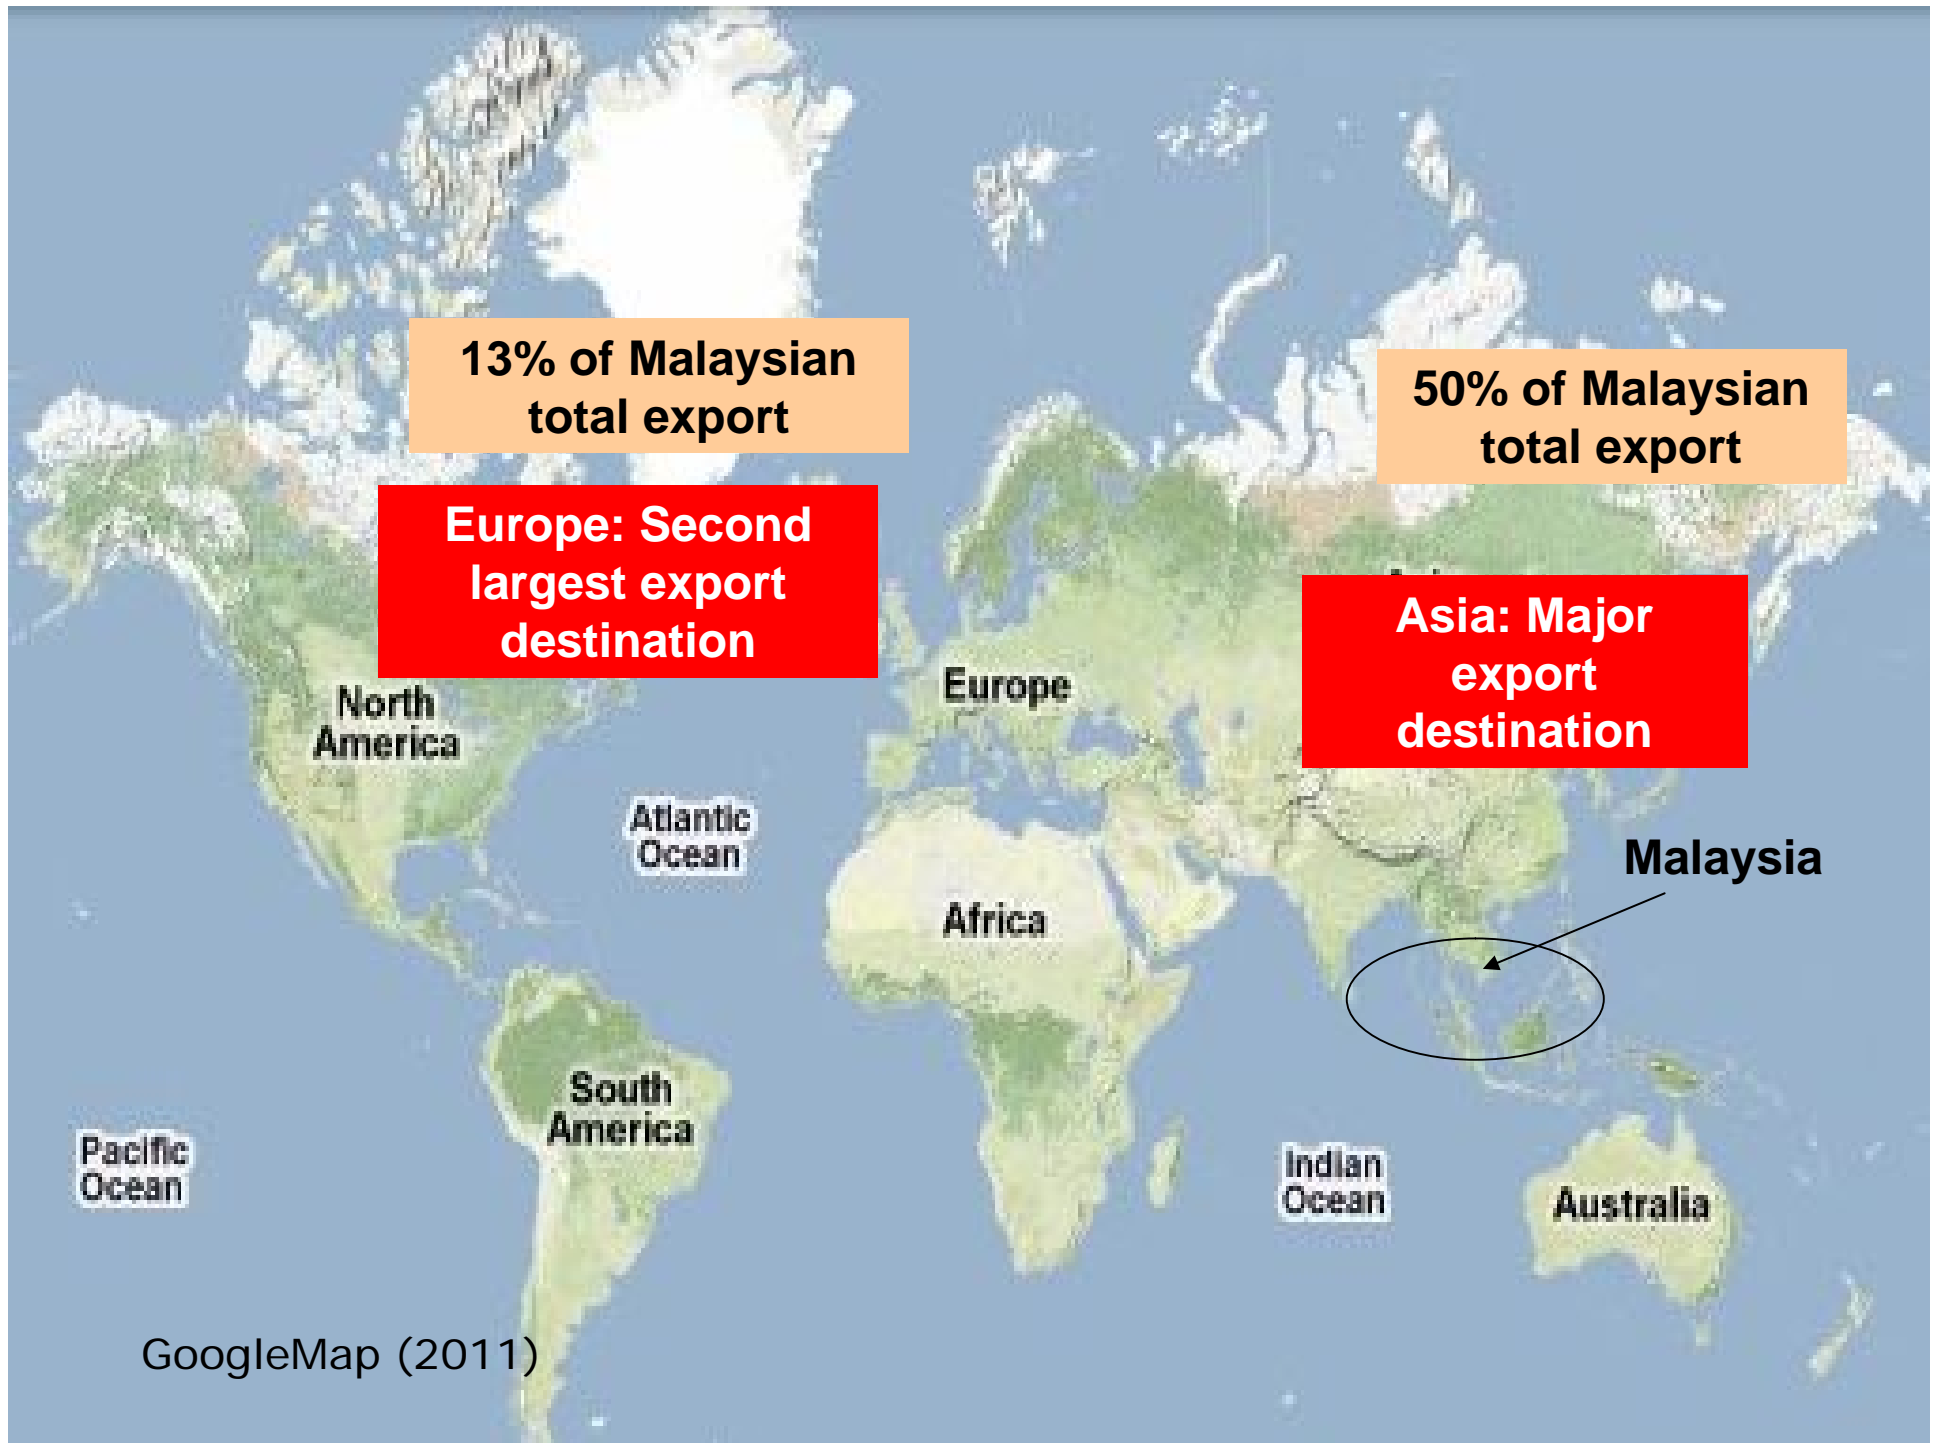 13% of Malaysian
total export
50% of Malaysian
total export
Europe: Second
largest export
destination
Asia: Major
export
destination
North
America
Europe
Atlantic
Ocean
Malaysia
Africa
South
America
Pacific
Ocean
Indian
Ocean
Australia
GoogleMap (2011)